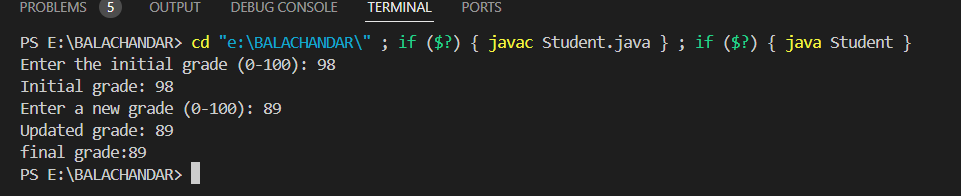 PROBLEMS 5 OUTPUT DEBUG CONSOLE TERMINAL PORTS
PS E:\BALACHANDAR> cd "e:\BALACHANDAR\" ; if ($?) { javac Student.java } ; if ($?) { java Student }
Enter the initial grade (0-100): 98
Initial grade: 98
Enter a new grade (0-100): 89
Updated grade: 89
final grade:89
PS E:\BALACHANDAR>